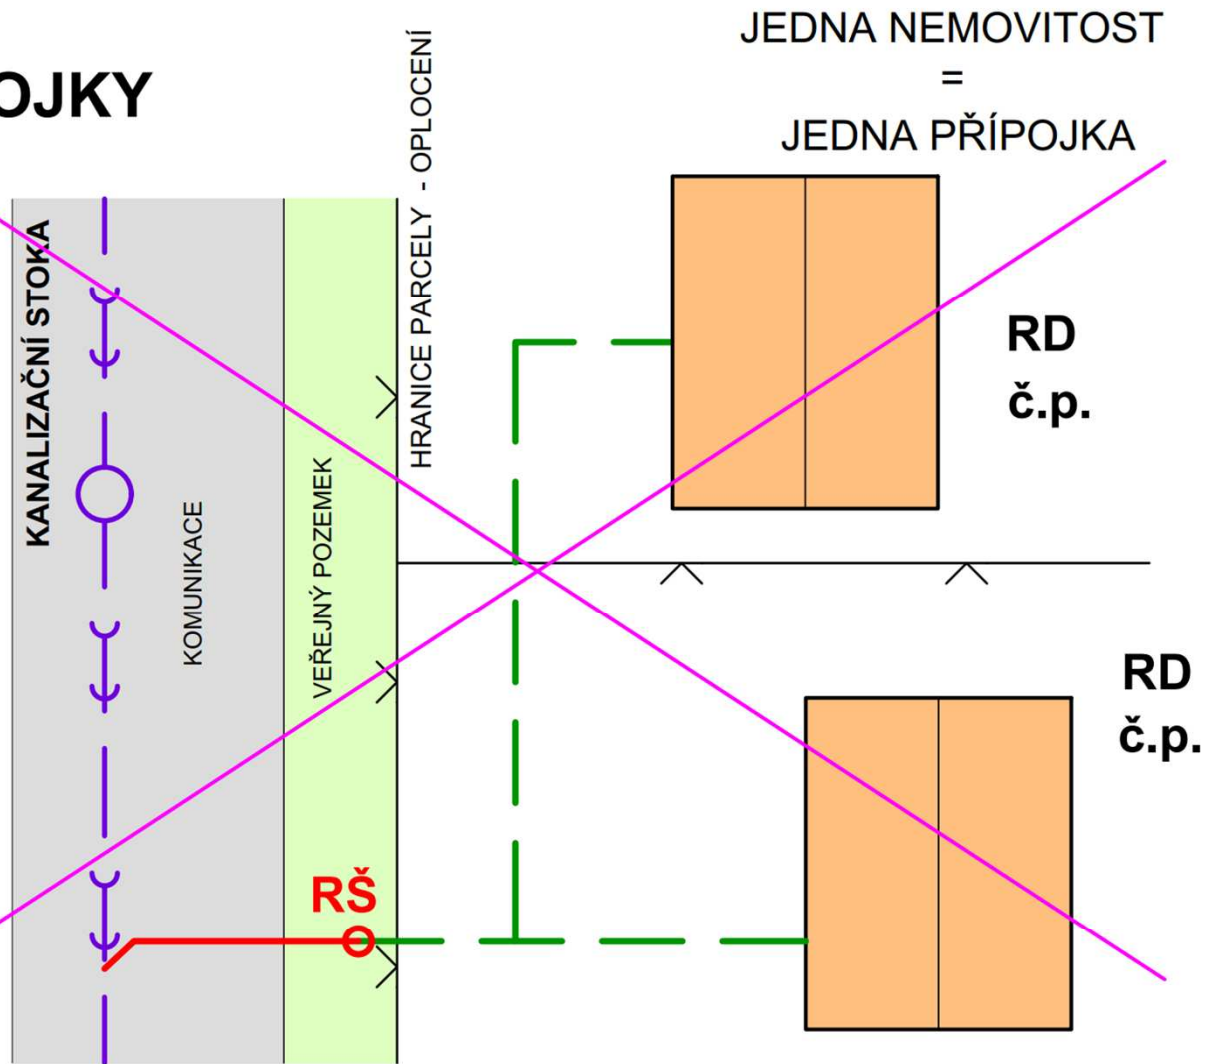 OJKY
JEDNA NEMOVITOST
=
JEDNA PŘÍPOJKA
KANALIZAČNÍ STOKA
KOMUNIKACE
VEŘEJNÝ POZEMEK
HRANICE PARCELY - OPLOCENÍ
RD
č.p.
RD
č.p.
RŠ